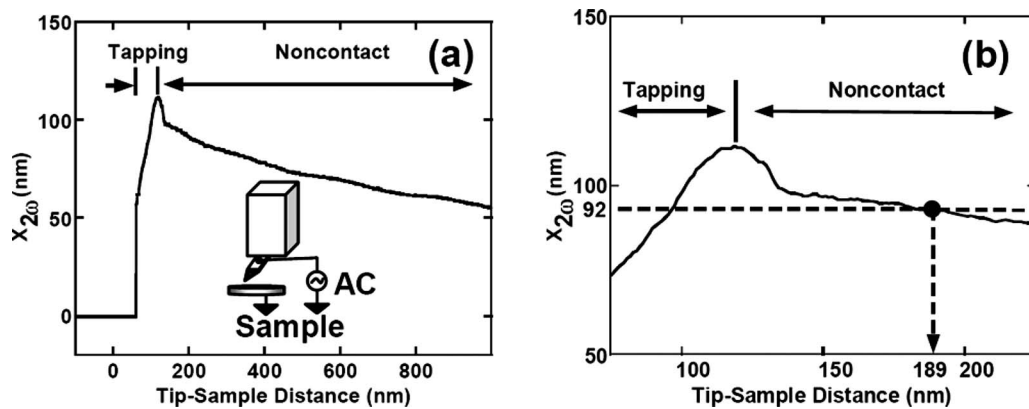 (a)
Tapping Noncontact
150
100
50
0
X2ω (nm)
AC
Sample
0 200 400 600 800
Tip-Sample Distance (nm)
(b)
Tapping Noncontact
150
100
92
50
X2ω (nm)
100 150 189 200
Tip-Sample Distance (nm)